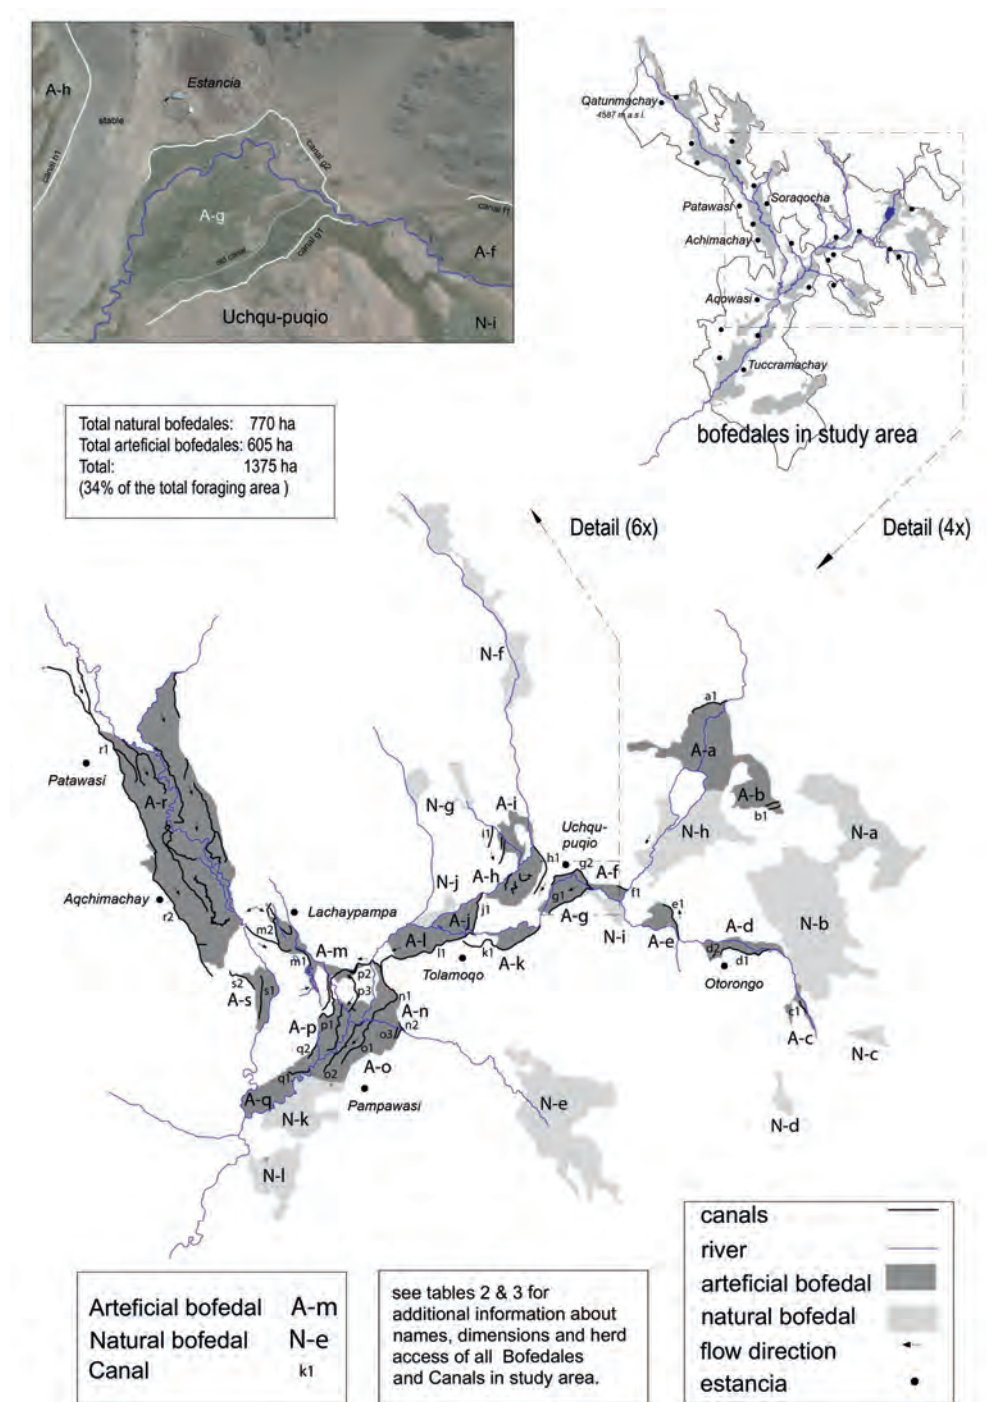 A-h
Estancia
stable
canal h1
canal g2
A-g
old canal
canal g1
canal f1
A-f
Uchqu-puqio
N-i
Qatunmachay
4587 m a.s.l.
Patawasi
Soraqocha
Achimachay
Aqowasi
Tuccramachay
bofedales in study area
Total natural bofedales: 770 ha
Total arteficial bofedales: 605 ha
Total: 1375 ha
(34% of the total foraging area )
Detail (6x)
Detail (4x)
N-f
a1
A-a
A-b
b1
r1
Patawasi
A-r
N-g
A-i
i1
Uchqu-
puqio
N-h
N-a
h1
g2
A-h
A-f
f1
Aqchimachay
r2
N-j
j1
g1
A-g
e1
N-b
Lachaypampa
m2
A-j
N-i
A-e
A-d
d2
d1
A-l
l1
k1
A-k
m1
A-m
Tolamoqo
Otorongo
s2
s1
A-s
p2
p3
n1
A-n
n2
c1
A-c
A-p
p1
o3
N-c
q2
o1
A-o
q1
o2
A-q
Pampawasi
N-k
N-e
N-d
N-l
canals
river
arteficial bofedal
natural bofedal
flow direction
estancia
Arteficial bofedal A-m
Natural bofedal N-e
Canal k1
see tables 2 & 3 for
additional information about
names, dimensions and herd
access of all Bofedales
and Canals in study area.